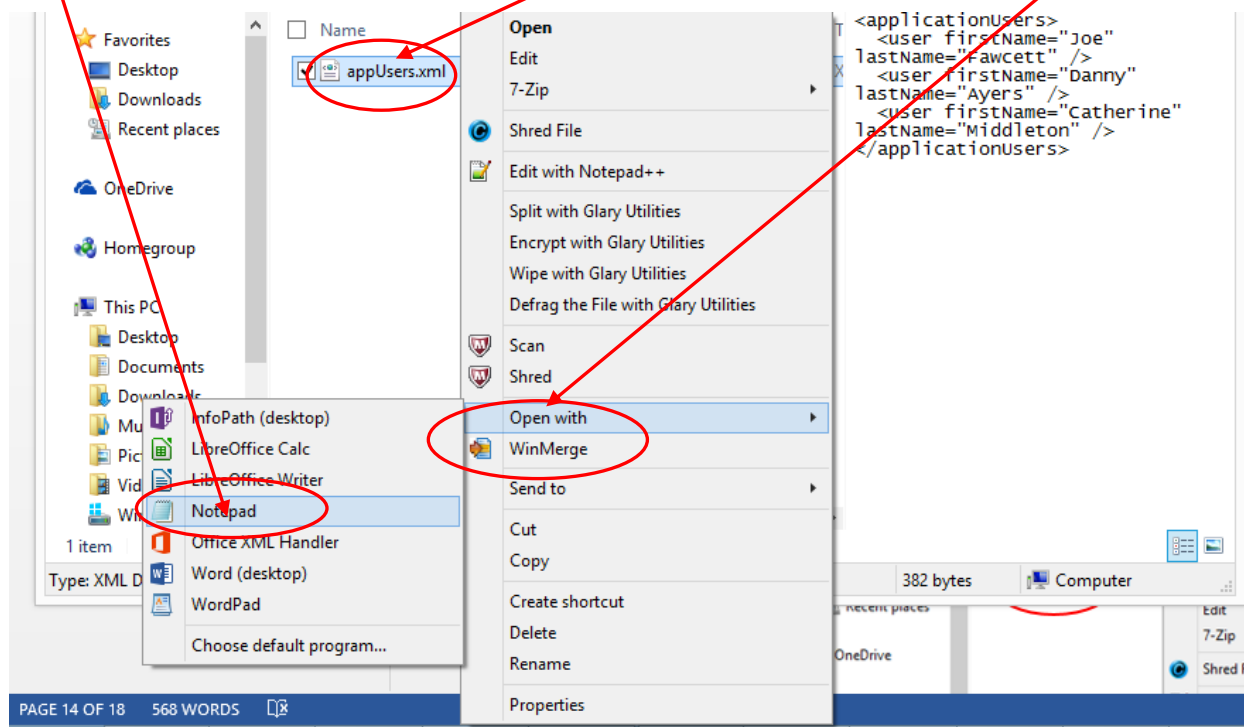 Favorites
Desktop
Downloads
Recent places
OneDrive
Homegroup
This PC
Desktop
Documents
Downloads
Mu
Pic
Vid
Wi
1 item
Type: XML D
Name
appUsers.xml
Open
Edit
7-Zip
Shred File
Edit with Notepad++
Split with Glary Utilities
Encrypt with Glary Utilities
Wipe with Glary Utilities
Defrag the File with Glary Utilities
Scan
Shred
Open with
WinMerge
Send to
Cut
Copy
Create shortcut
Delete
Rename
Properties
InfoPath (desktop)
LibreOffice Calc
LibreOffice Writer
Notepad
Office XML Handler
Word (desktop)
WordPad
Choose default program...
<applicationUsers>
<user firstName="Joe"
lastName="Fawcett" />
<user firstName="Danny"
lastName="Ayers" />
<user firstName="Catherine"
lastName="Middleton" />
</applicationUsers>
382 bytes
Computer
Recent places
OneDrive
Edit
7-Zip
Shred
PAGE 14 OF 18 568 WORDS